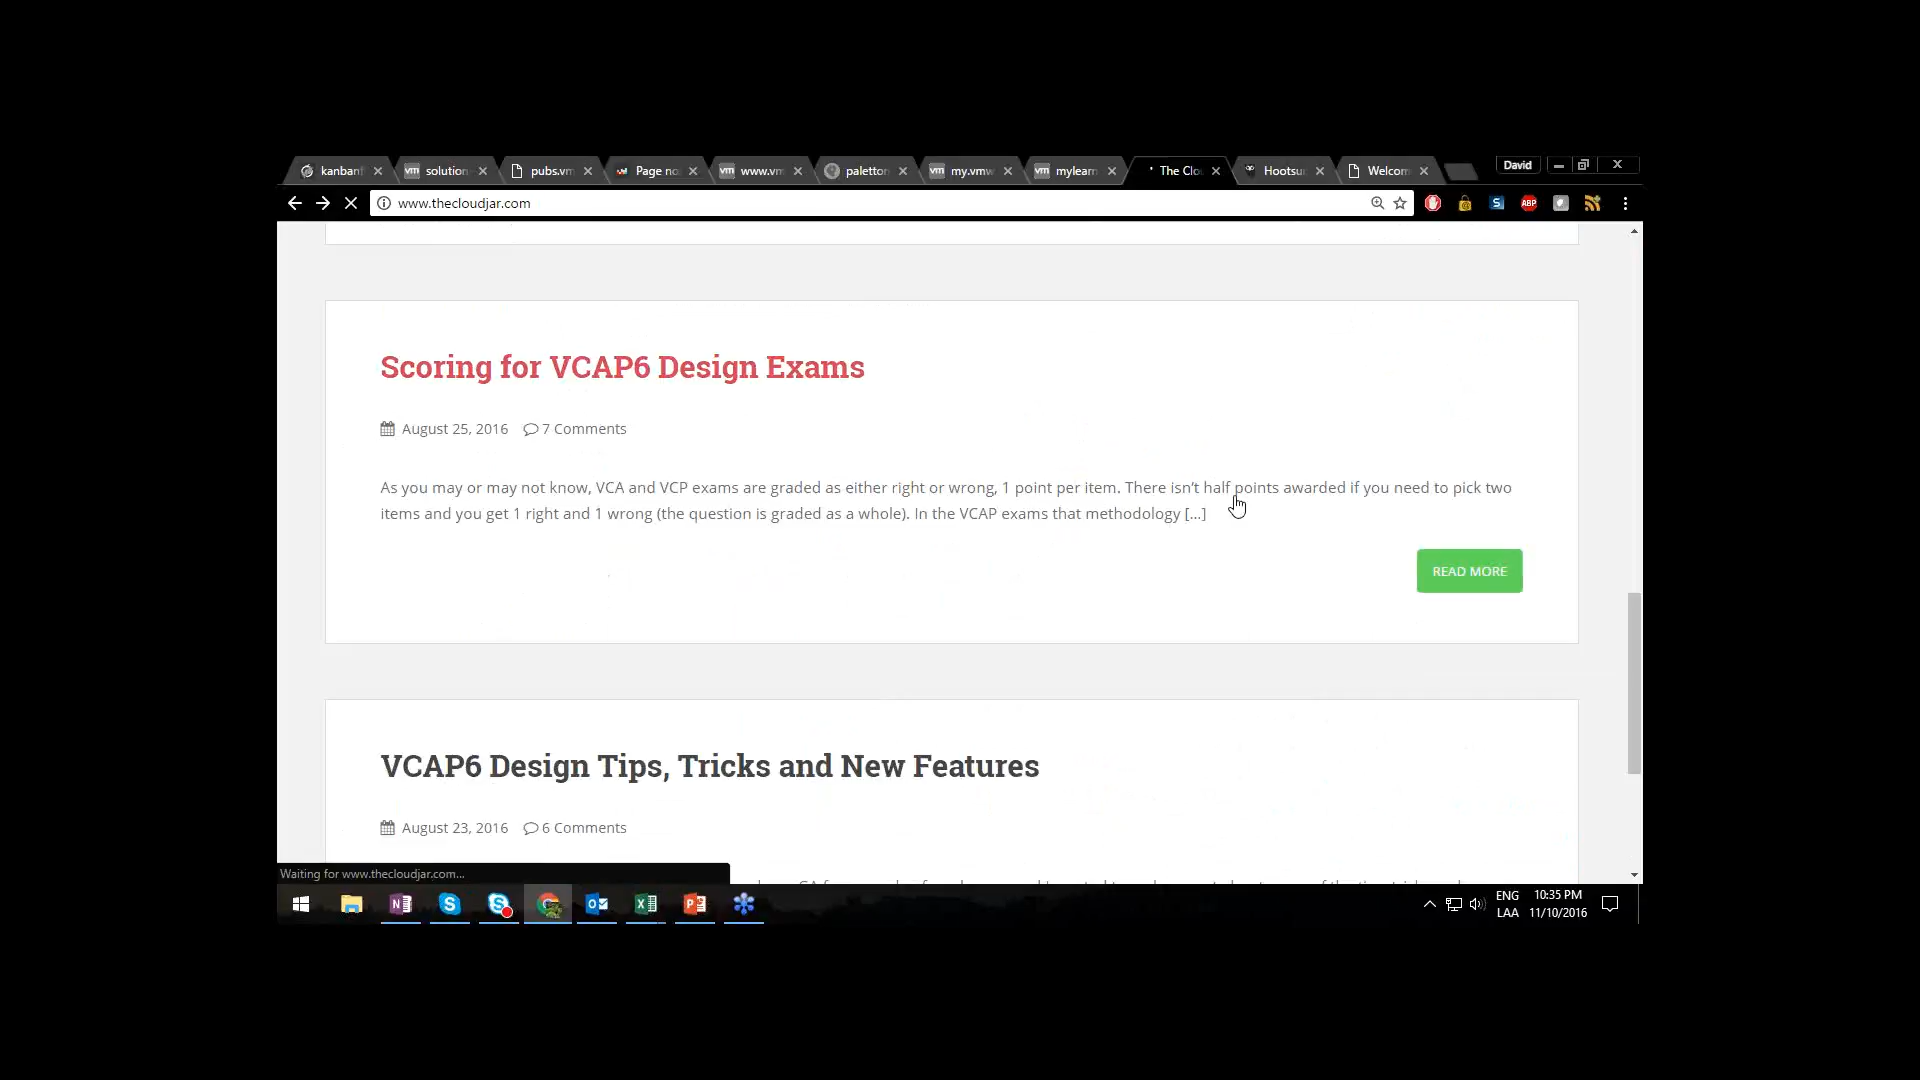 kanbanf
solution
pubs.vm
Page no
www.vm
paletton
my.vmw
mylearn
The Clo
Hootsu
Welcom
David
www.thecloudjar.com
S
ABP
Scoring for VCAP6 Design Exams
August 25, 2016 7 Comments
As you may or may not know, VCA and VCP exams are graded as either right or wrong, 1 point per item. There isn't half points awarded if you need to pick two
items and you get 1 right and 1 wrong (the question is graded as a whole). In the VCAP exams that methodology [...]
READ MORE
VCAP6 Design Tips, Tricks and New Features
August 23, 2016 6 Comments
Waiting for www.thecloudjar.com...
ENG 10:35 PM
LAA 11/10/2016